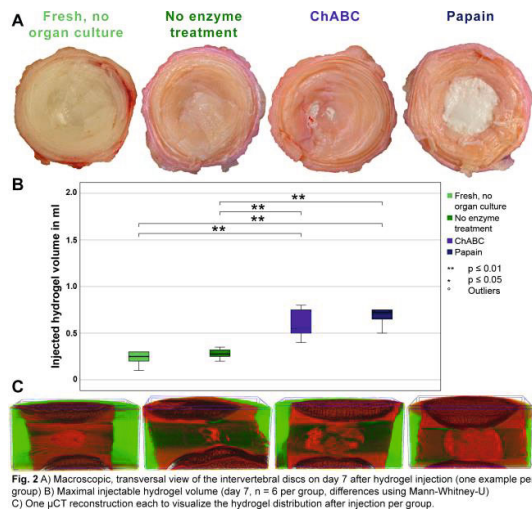 A
Fresh, no
organ culture
No enzyme
treatment
ChABC
Papain
B
Injected hydrogel volume in ml
2.0
1.5
1.0
0.5
0
**
**
**
**
Fresh, no
organ culture
No enzyme
treatment
ChABC
Papain
** p ≤ 0.01
* p ≤ 0.05
° Outliers
C
Fig. 2 A) Macroscopic, transversal view of the intervertebral discs on day 7 after hydrogel injection (one example per
group) B) Maximal injectable hydrogel volume (day 7, n = 6 per group, differences using Mann-Whitney-U)
C) One μCT reconstruction each to visualize the hydrogel distribution after injection per group.